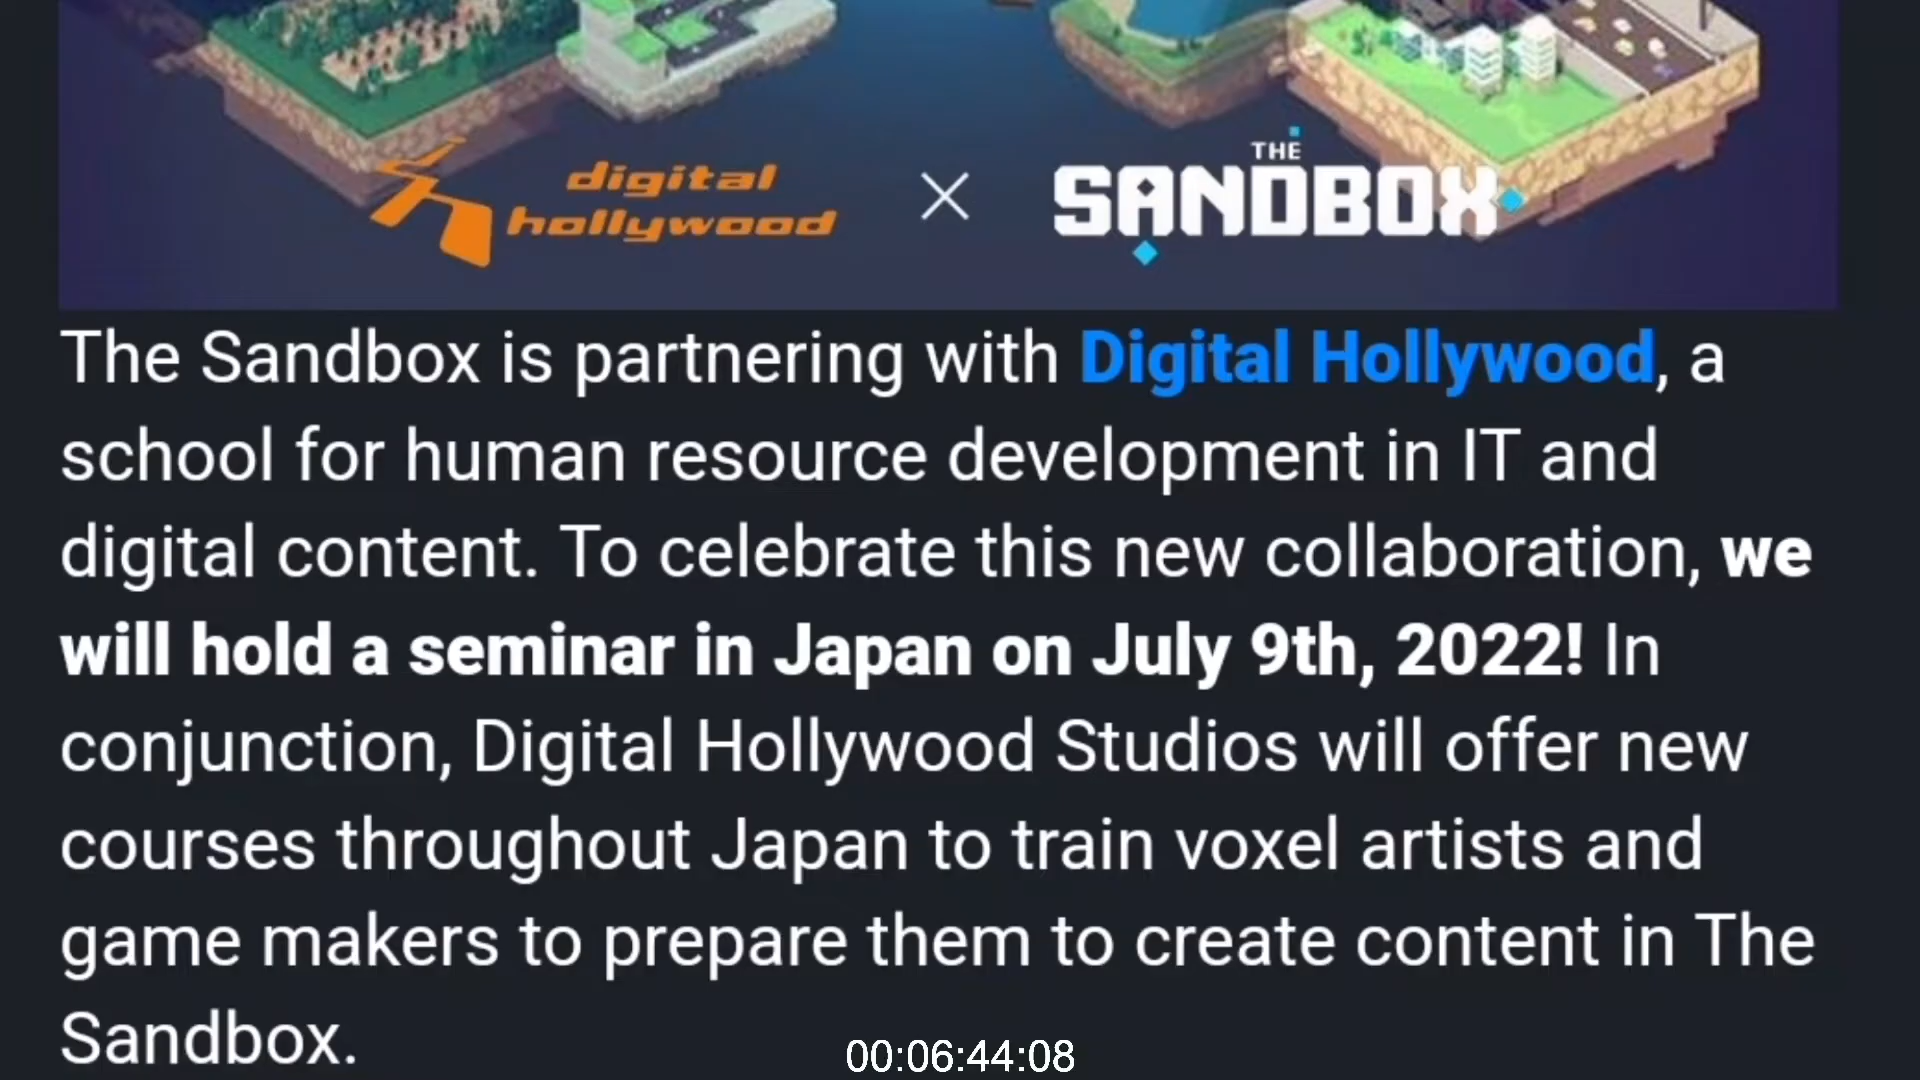 digital
hollywood
×
THE
SANDBOX
The Sandbox is partnering with Digital Hollywood, a
school for human resource development in IT and
digital content. To celebrate this new collaboration, we
will hold a seminar in Japan on July 9th, 2022! In
conjunction, Digital Hollywood Studios will offer new
courses throughout Japan to train voxel artists and
game makers to prepare them to create content in The
Sandbox.
00:06:44:08